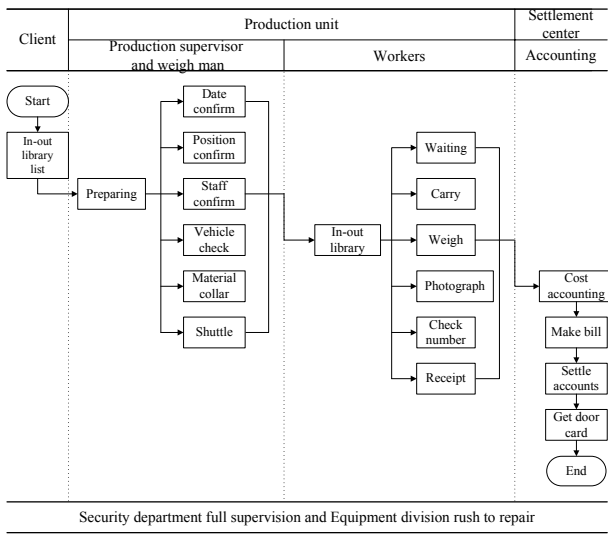 Client
Production unit
Settlement
center
Production supervisor
and weigh man
Workers
Accounting
Start
In-out
library
list
Preparing
Date
confirm
Position
confirm
Staff
confirm
Vehicle
check
Material
collar
Shuttle
In-out
library
Waiting
Carry
Weigh
Photograph
Check
number
Receipt
Cost
accounting
Make bill
Settle
accounts
Get door
card
End
Security department full supervision and Equipment division rush to repair